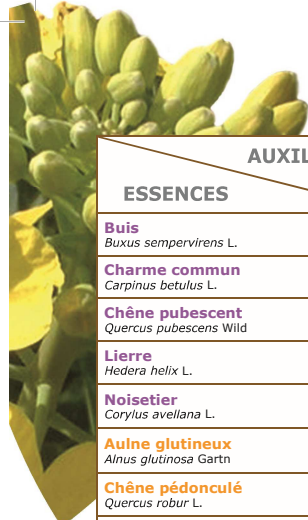 AUXIL
ESSENCES
Buis
Buxus sempervirens L.
Charme commun
Carpinus betulus L.
Chêne pubescent
Quercus pubescens Wild
Lierre
Hedera helix L.
Noisetier
Corylus avellana L.
Aulne glutineux
Alnus glutinosa Gartn
Chêne pédonculé
Quercus robur L.